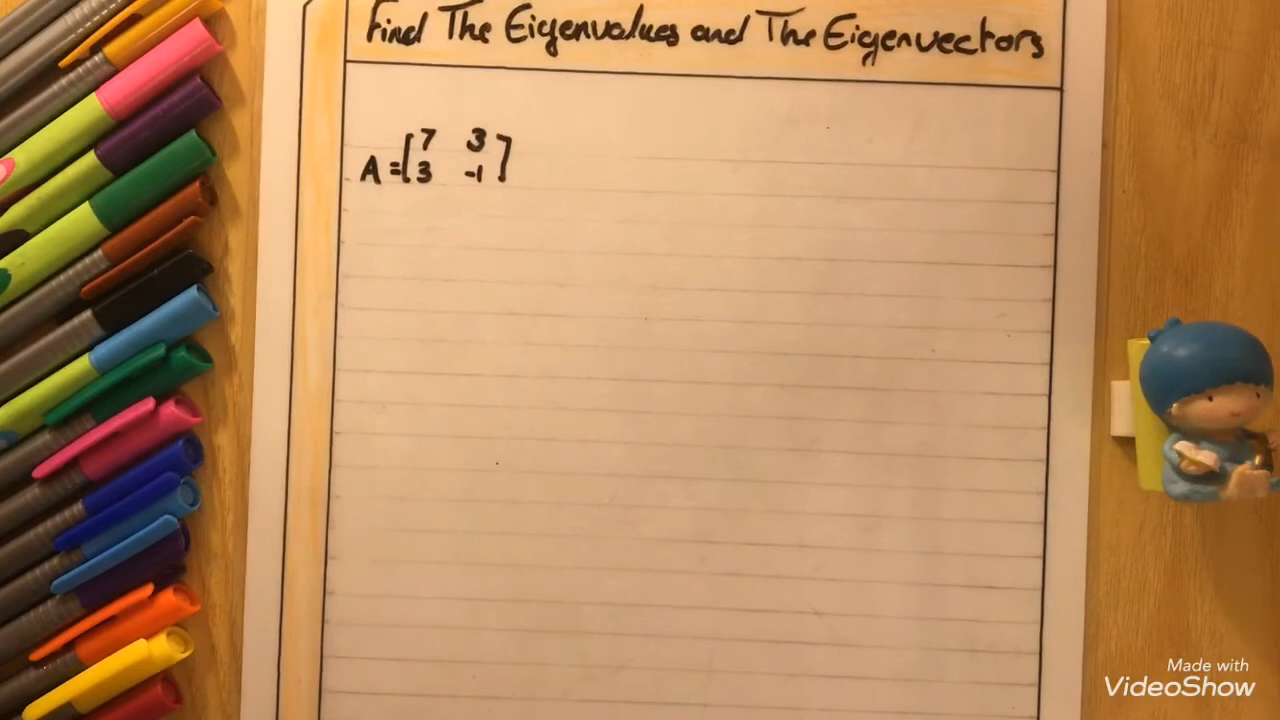 Find The Eigenvalues and The Eigenvectors
A = [ 7 3
3 -1 ]
Made with
VideoShow